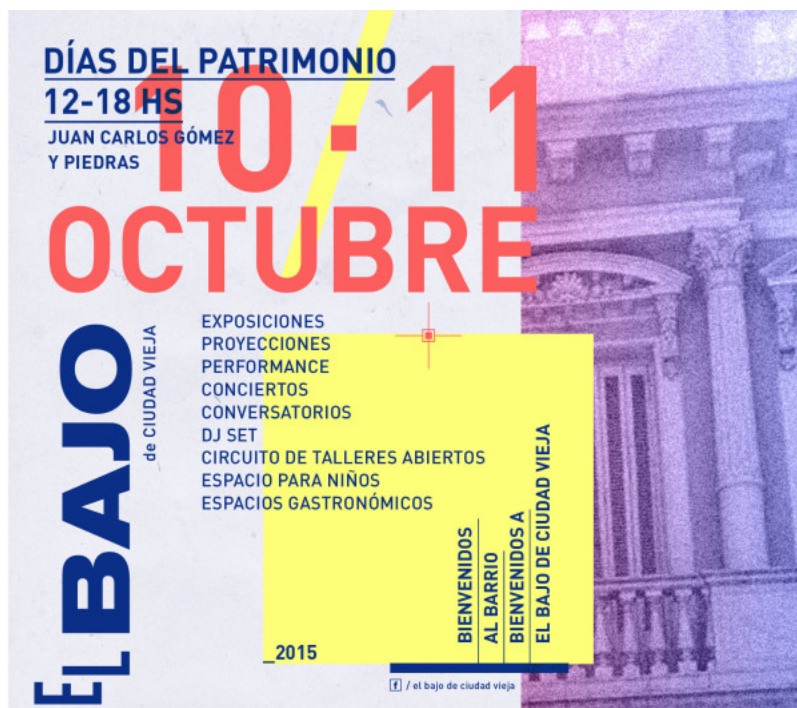 DÍAS DEL PATRIMONIO
12-18 HS
JUAN CARLOS GÓMEZ
Y PIEDRAS
10·11
OCTUBRE
EL BAJO
de CIUDAD VIEJA
EXPOSICIONES
PROYECCIONES
PERFORMANCE
CONCIERTOS
CONVERSATORIOS
DJ SET
CIRCUITO DE TALLERES ABIERTOS
ESPACIO PARA NIÑOS
ESPACIOS GASTRONÓMICOS
BIENVENIDOS
AL BARRIO
BIENVENIDOS A
EL BAJO DE CIUDAD VIEJA
_2015
f / el bajo de ciudad vieja